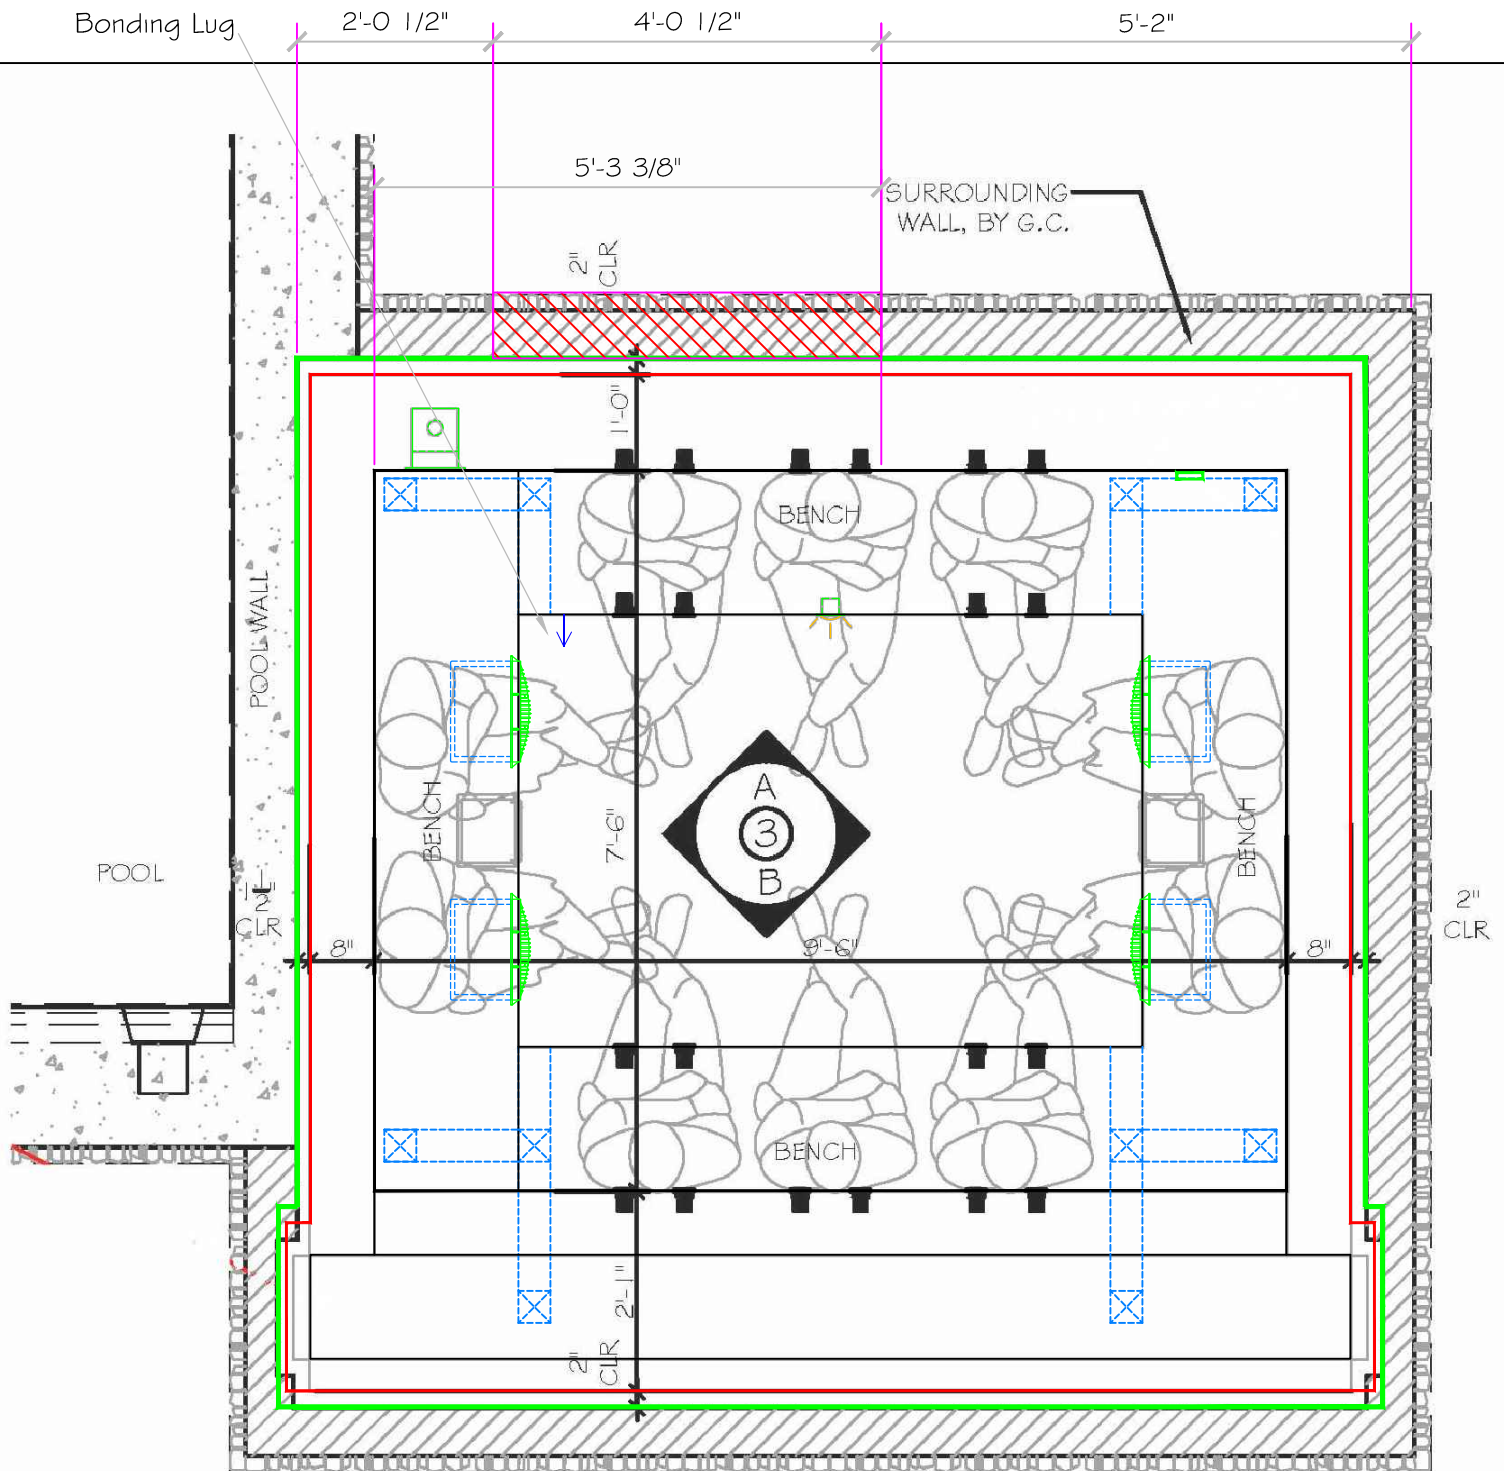 Bonding Lug
2'-0 1/2"
4'-0 1/2"
5'-2"
5'-3 3/8"
SURROUNDING
WALL, BY G.C.
2"
CLR
1'-0"
BENCH
POOL WALL
BENCH
7'-6"
A
3
B
BENCH
POOL
1 1/2"
CLR
8"
9'-6"
8"
2"
CLR
BENCH
2'-1"
2"
CLR